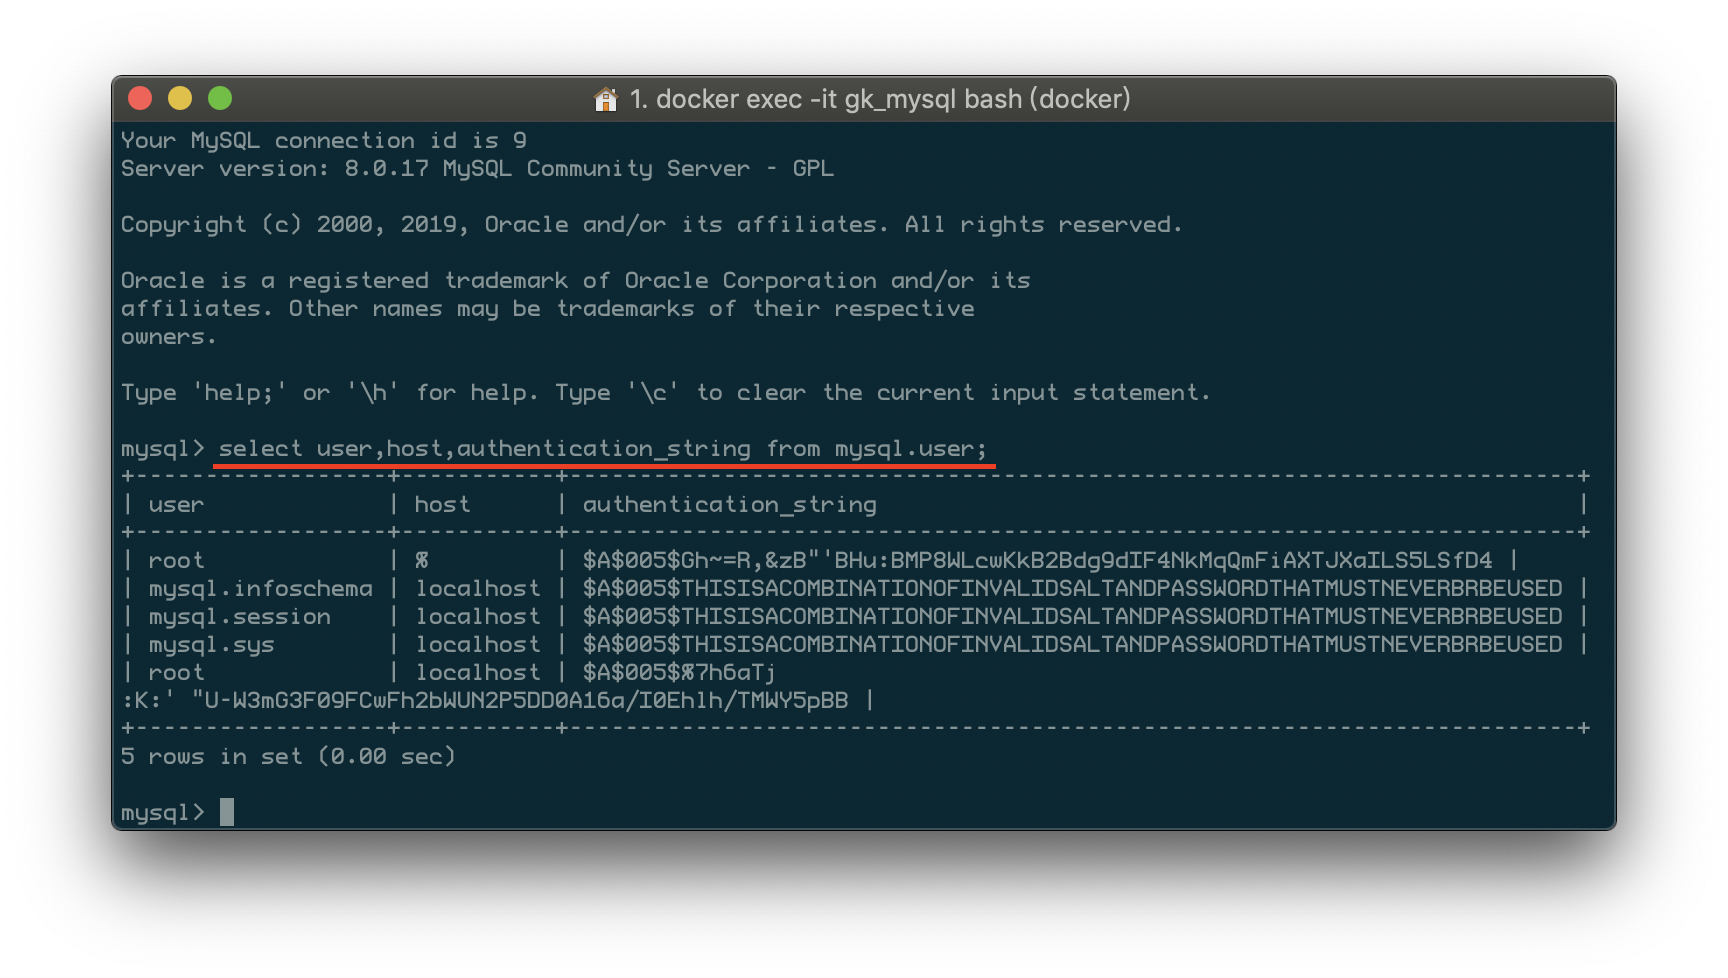 1. docker exec -it gk_mysql bash (docker)
Your MySQL connection id is 9
Server version: 8.0.17 MySQL Community Server - GPL
Copyright (c) 2000, 2019, Oracle and/or its affiliates. All rights reserved.
Oracle is a registered trademark of Oracle Corporation and/or its
affiliates. Other names may be trademarks of their respective
owners.
Type 'help;' or '\h' for help. Type '\c' to clear the current input statement.
mysql> select user,host,authentication_string from mysql.user;
+------------------+-----------+------------------------------------------------------------------------+
| user             | host      | authentication_string                                                  |
+------------------+-----------+------------------------------------------------------------------------+
| root             | %         | $A$005$Gh~=R,&zB"'BHu:BMP8WLcwKkB2Bdg9dIF4NkMqQmFiAXTJXaILS5LSfD4 |
| mysql.infoschema | localhost | $A$005$THISISACOMBINATIONOFINVALIDSALTANDPASSWORDTHATMUSTNEVERBRBEUSED |
| mysql.session    | localhost | $A$005$THISISACOMBINATIONOFINVALIDSALTANDPASSWORDTHATMUSTNEVERBRBEUSED |
| mysql.sys        | localhost | $A$005$THISISACOMBINATIONOFINVALIDSALTANDPASSWORDTHATMUSTNEVERBRBEUSED |
| root             | localhost | $A$005$%7h6aTj
:K:' "U-W3mG3F09FCwFh2bWUN2P5DD0A16a/I0Ehlh/TMWY5pBB |
+------------------+-----------+------------------------------------------------------------------------+
5 rows in set (0.00 sec)
mysql>